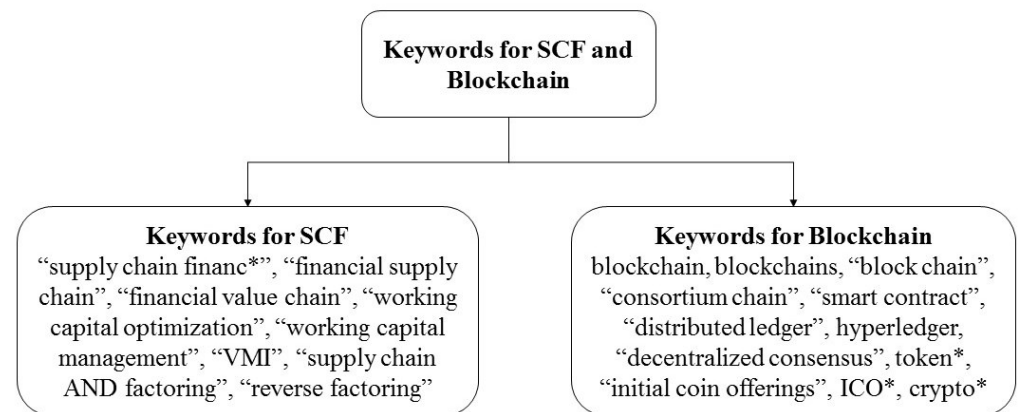 Keywords for SCF and
Blockchain
Keywords for SCF
“supply chain financ*”, “financial supply
chain”, “financial value chain”, “working
capital optimization”, “working capital
management”, “VMI”, “supply chain
AND factoring”, “reverse factoring”
Keywords for Blockchain
blockchain, blockchains, “block chain”,
“consortium chain”, “smart contract”,
“distributed ledger”, hyperledger,
“decentralized consensus”, token*,
“initial coin offerings”, ICO*, crypto*